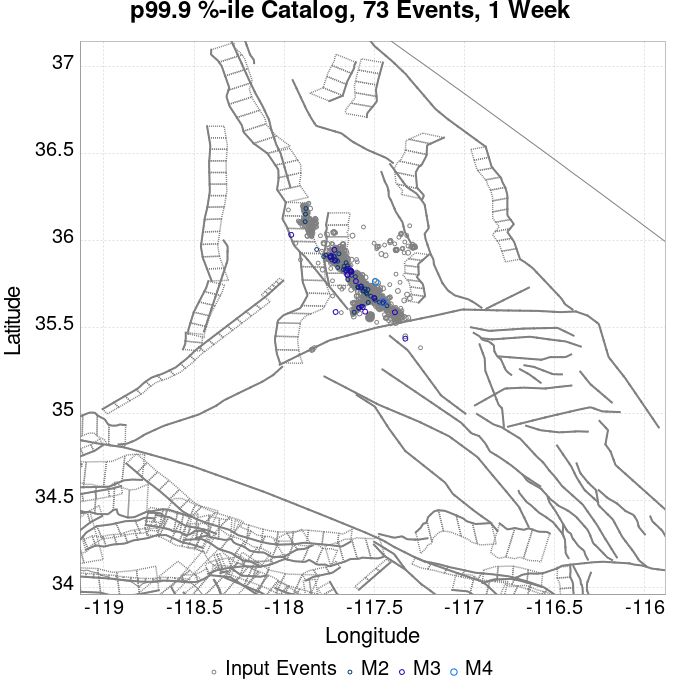 p99.9 %-ile Catalog, 73 Events, 1 Week
37
36.5
36
35.5
35
34.5
34
Latitude
-119 -118.5 -118 -117.5 -117 -116.5 -116
Longitude
Input Events M2 M3 M4